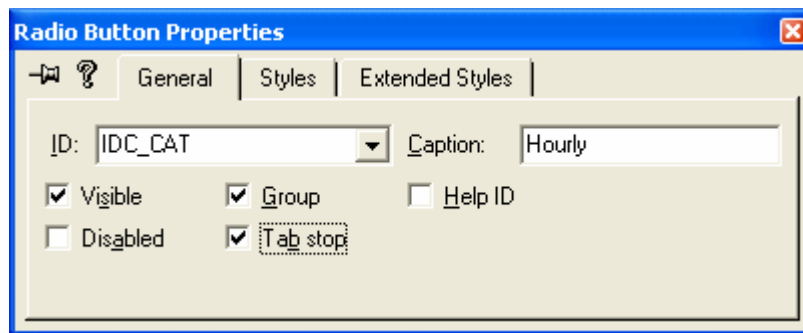 Radio Button Properties
General Styles Extended Styles
ID: IDC_CAT Caption: Hourly
Visible Group Help ID
Disabled Tab stop